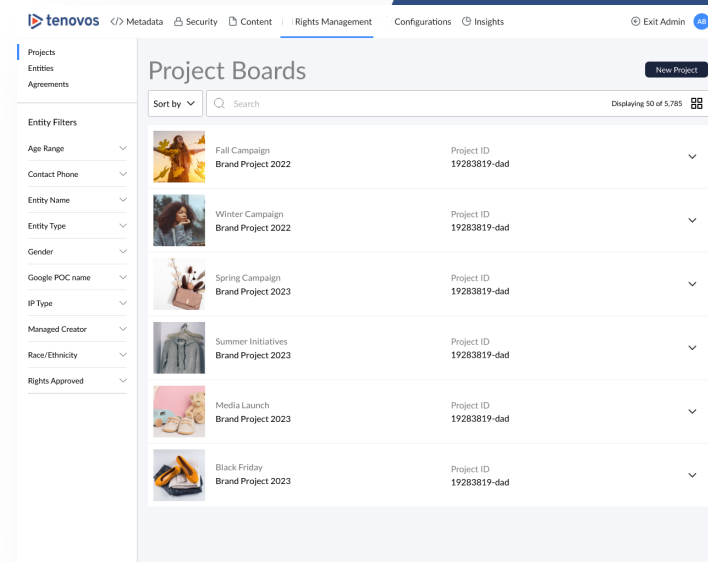 tenovos
</> Metadata
Security
Content
Rights Management
Configurations
Insights
Exit Admin
AB
Projects
Entities
Agreements
Entity Filters
Age Range
Contact Phone
Entity Name
Entity Type
Gender
Google POC name
IP Type
Managed Creator
Race/Ethnicity
Rights Approved
Project Boards
New Project
Sort by
Search
Displaying 50 of 5,785
Fall Campaign
Brand Project 2022
Project ID
19283819-dad
Winter Campaign
Brand Project 2022
Project ID
19283819-dad
Spring Campaign
Brand Project 2023
Project ID
19283819-dad
Summer Initiatives
Brand Project 2023
Project ID
19283819-dad
Media Launch
Brand Project 2023
Project ID
19283819-dad
Black Friday
Brand Project 2023
Project ID
19283819-dad